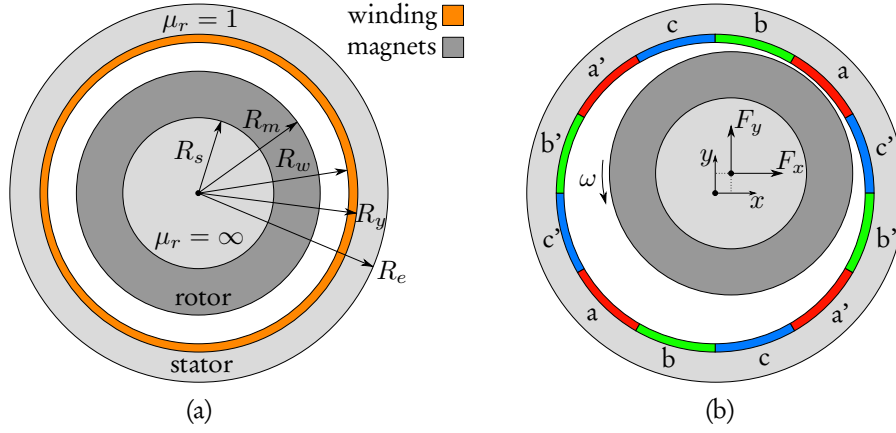 μr = 1
winding
magnets
Rm
Rs
Rw
Ry
μr = ∞
Re
rotor
stator
(a)
c
b
a'
a
b'
c'
Fy
y
Fx
ω
x
c'
b'
a
a'
b
c
(b)